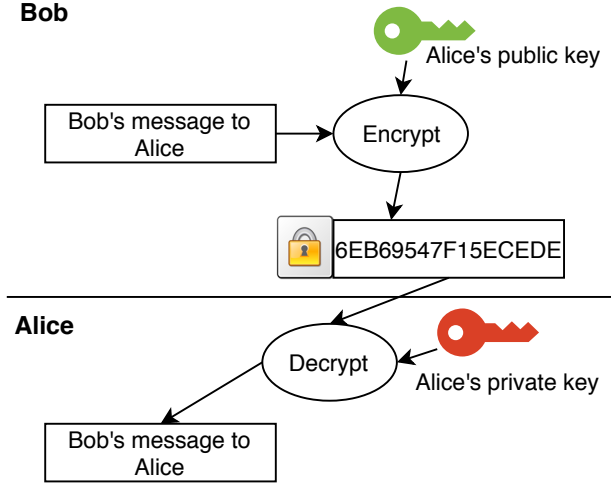 Bob
Alice's public key
Bob's message to
Alice
Encrypt
6EB69547F15ECEDE
Alice
Decrypt
Alice's private key
Bob's message to
Alice